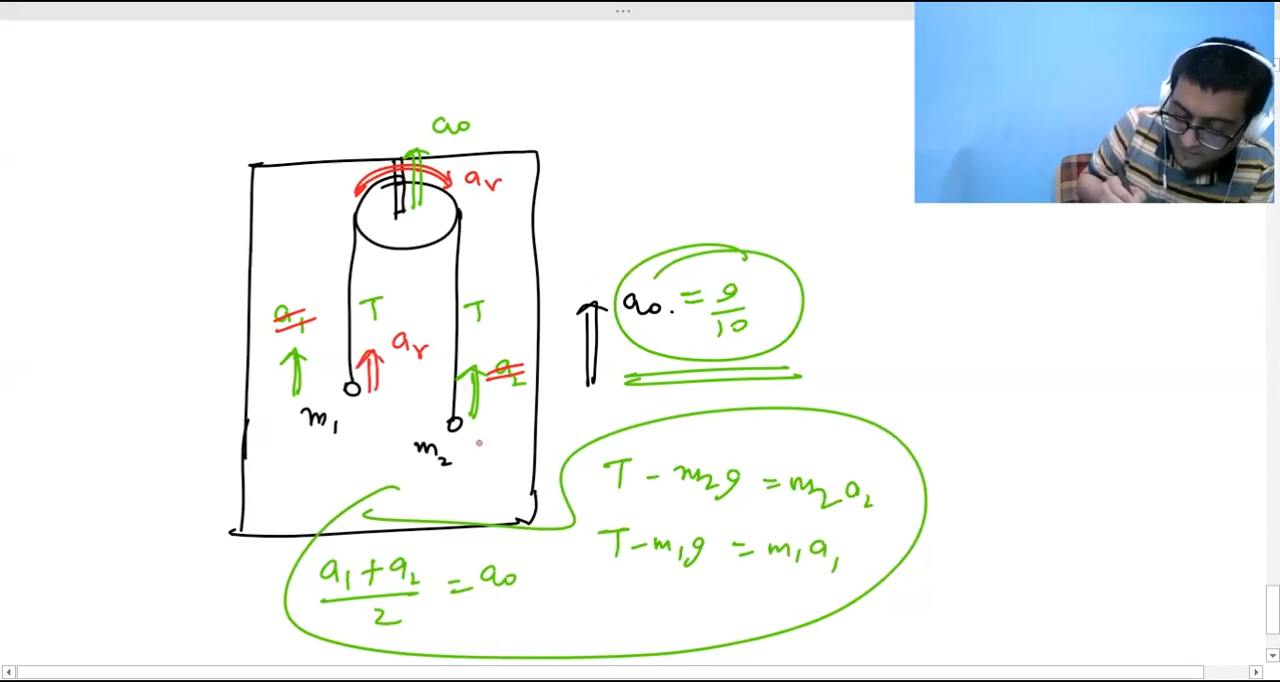 a₀
aᵣ
a₁ T T
aᵣ
a₂
m₁
m₂
a₀. = g/10
T - m₂g = m₂a₂
T - m₁g = m₁a₁
(a₁ + a₂)/2 = a₀